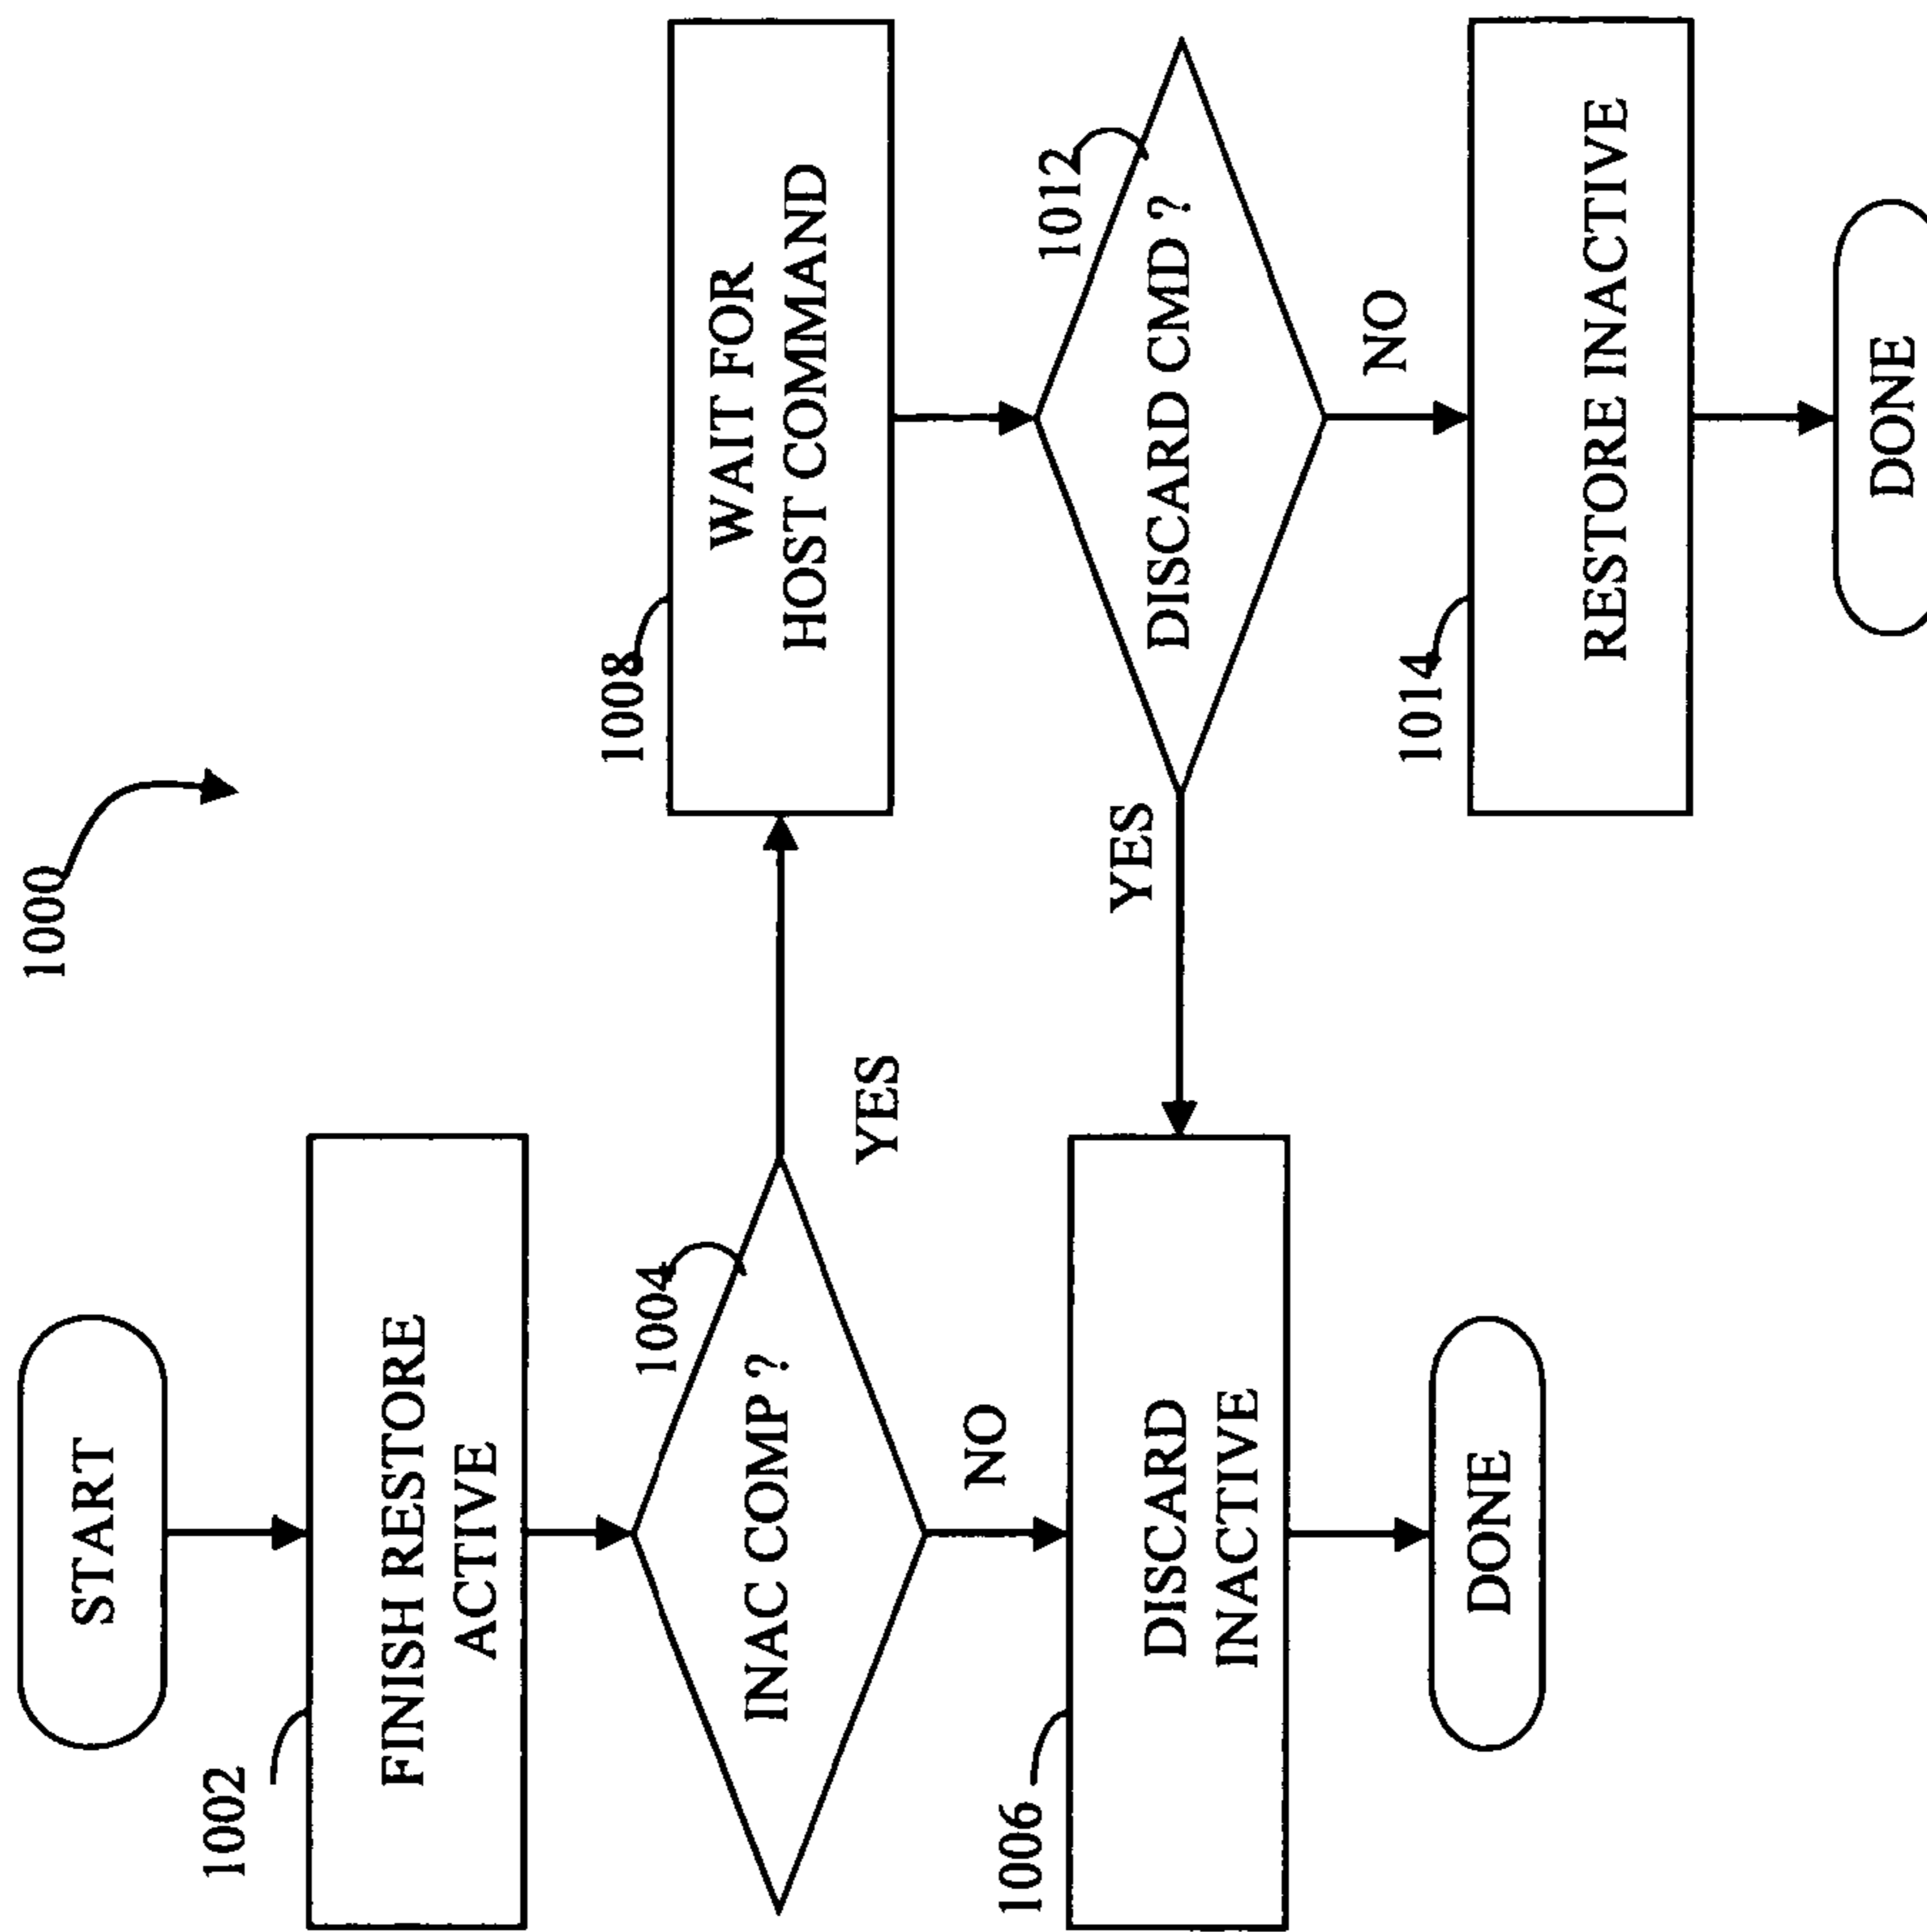 1000
START
1002
FINISH RESTORE
ACTIVE
1004
INAC COMP ?
YES
NO
1006
DISCARD
INACTIVE
DONE
1008
WAIT FOR
HOST COMMAND
1012
DISCARD CMD ?
YES
NO
1014
RESTORE INACTIVE
DONE